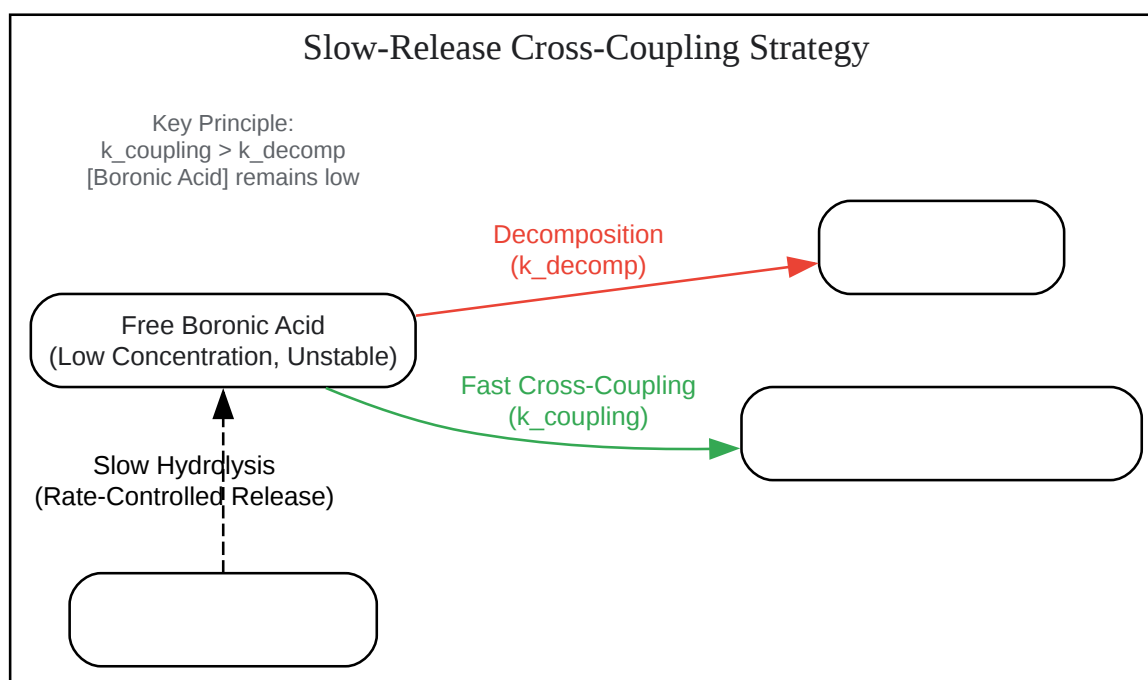 Slow-Release Cross-Coupling Strategy
Key Principle:
k_coupling > k_decomp
[Boronic Acid] remains low
Decomposition
(k_decomp)
Free Boronic Acid
(Low Concentration, Unstable)
Fast Cross-Coupling
(k_coupling)
Slow Hydrolysis
(Rate-Controlled Release)